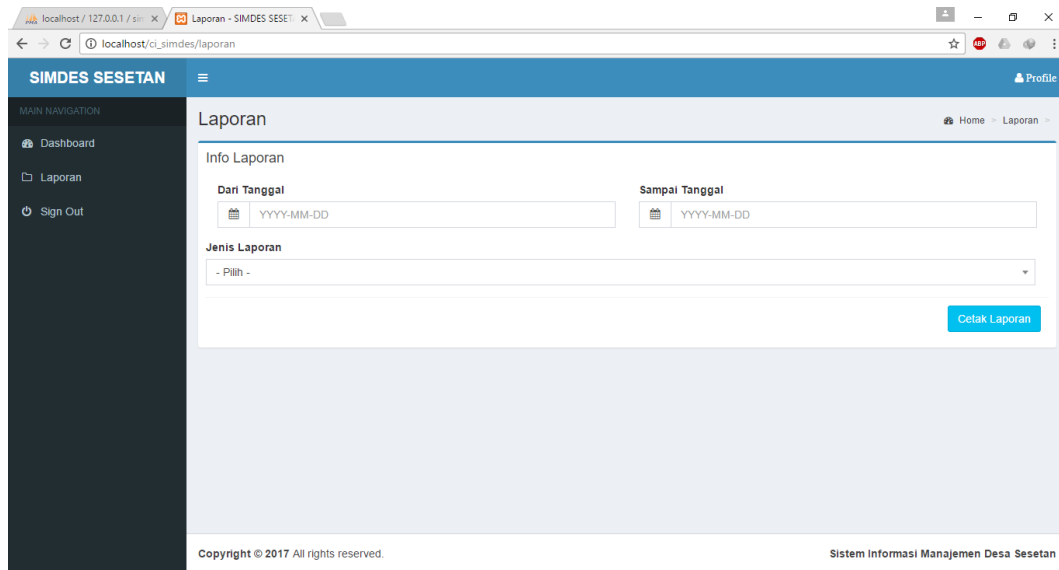 localhost / 127.0.0.1 / sim
Laporan - SIMDES SESET
localhost/ci_simdes/laporan
ABP
SIMDES SESETAN
Profile
MAIN NAVIGATION
Dashboard
Laporan
Sign Out
Laporan
Home > Laporan >
Info Laporan
Dari Tanggal
Sampai Tanggal
YYYY-MM-DD
YYYY-MM-DD
Jenis Laporan
- Pilih -
Cetak Laporan
Copyright © 2017 All rights reserved.
Sistem Informasi Manajemen Desa Sesetan